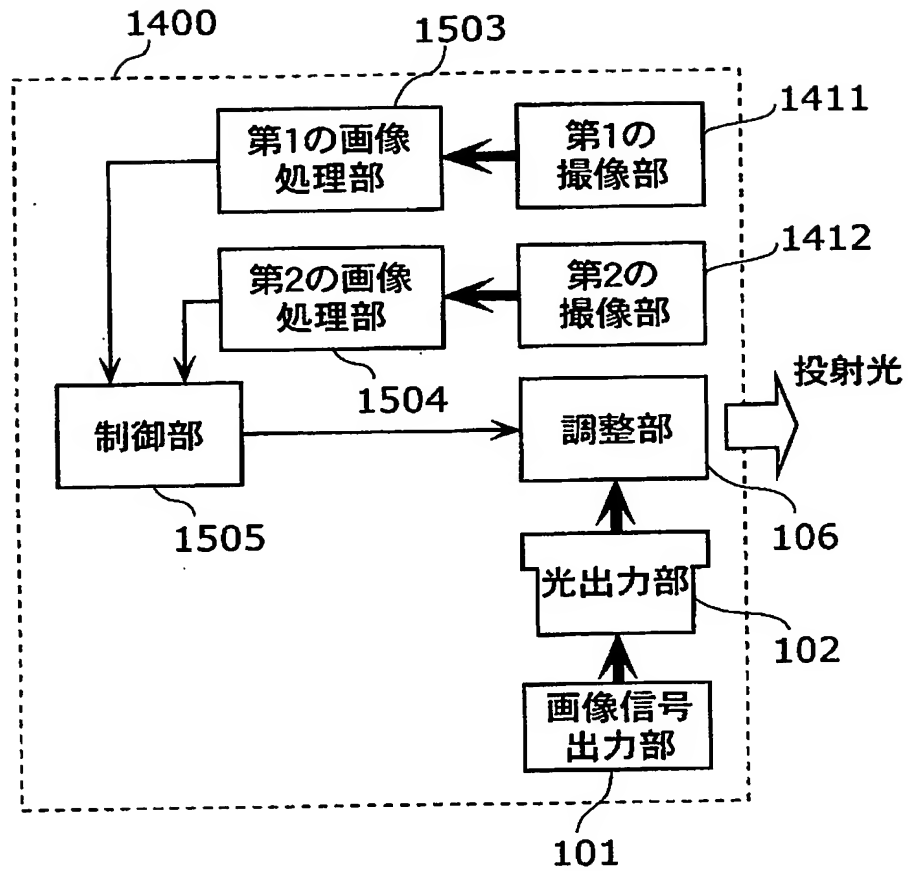 1400
1503
1411
第1の画像
処理部
第1の
撮像部
1412
第2の画像
処理部
第2の
撮像部
1504
投射光
制御部
調整部
1505
106
光出力部
102
画像信号
出力部
101